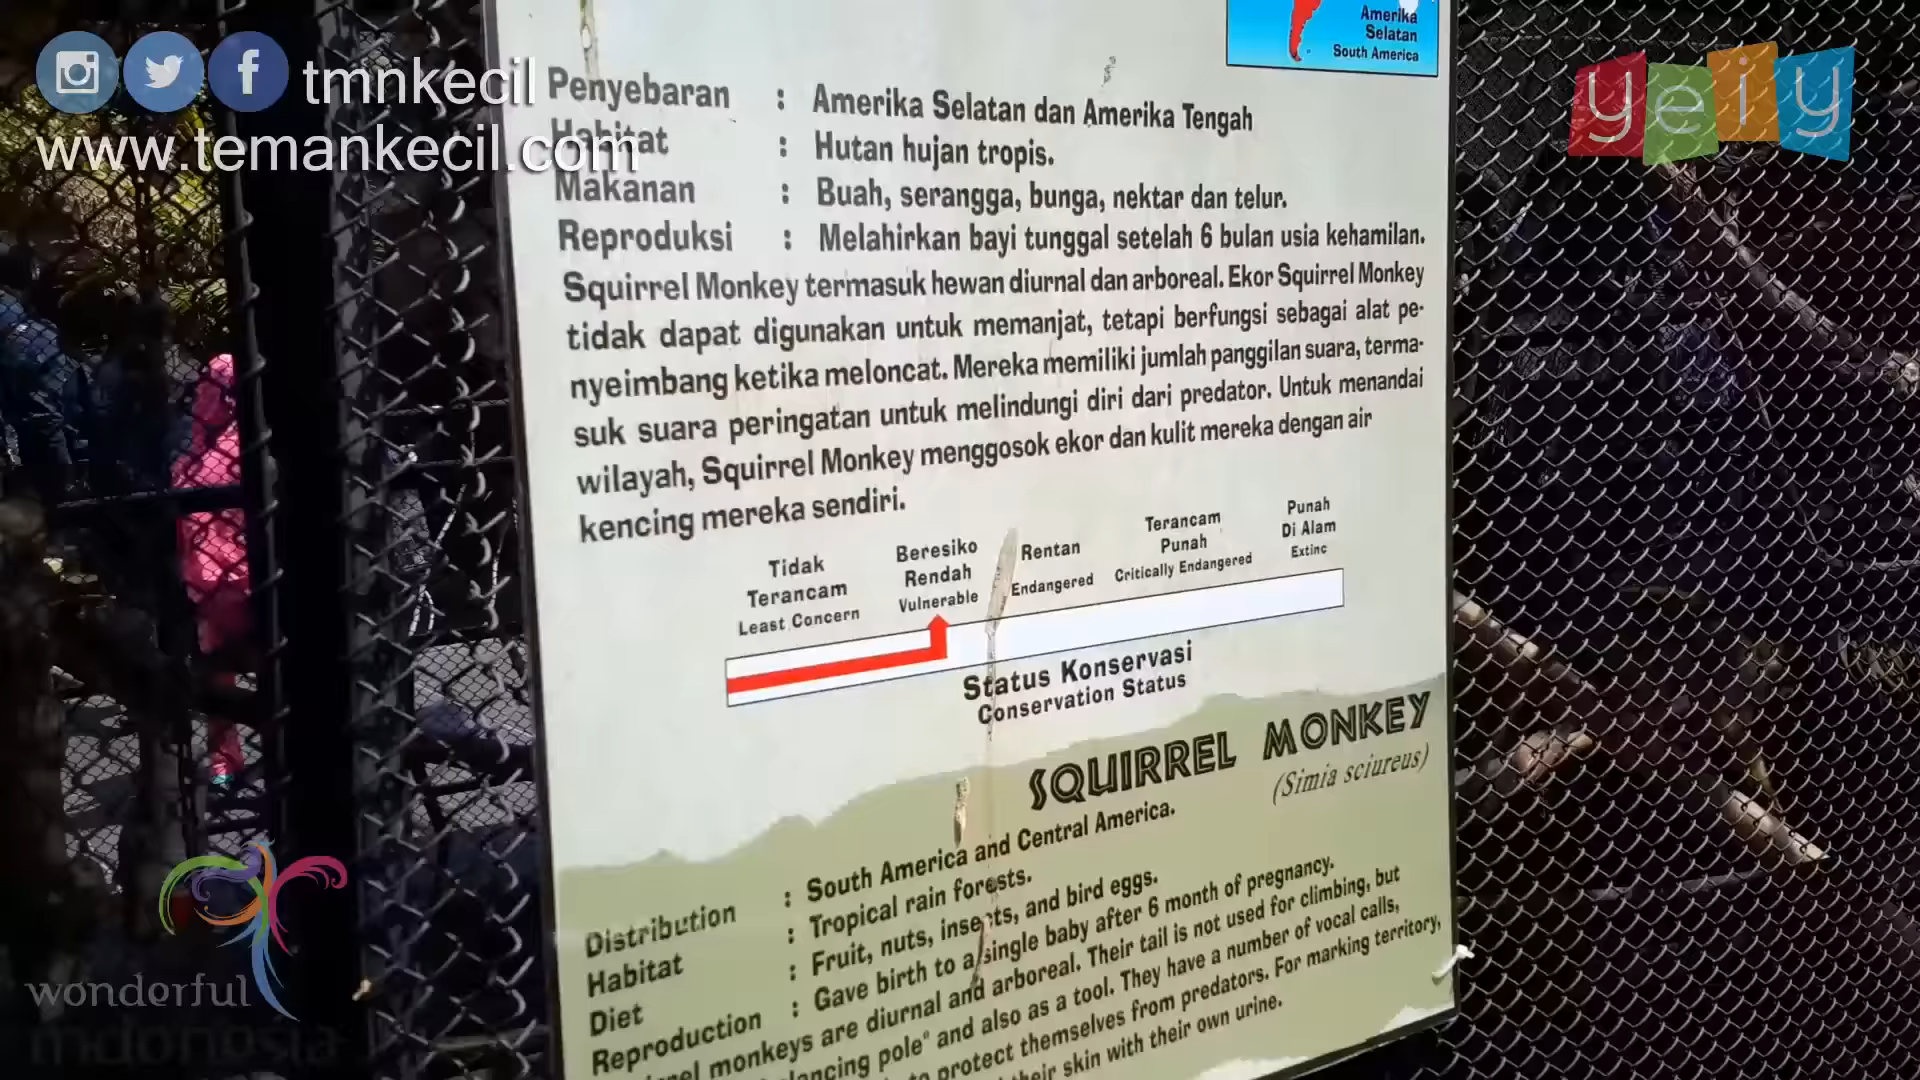 tmnkecil
www.temankecil.com
yeiy
Amerika
Selatan
South America
Penyebaran : Amerika Selatan dan Amerika Tengah
Habitat : Hutan hujan tropis.
Makanan : Buah, serangga, bunga, nektar dan telur.
Reproduksi : Melahirkan bayi tunggal setelah 6 bulan usia kehamilan.
Squirrel Monkey termasuk hewan diurnal dan arboreal. Ekor Squirrel Monkey
tidak dapat digunakan untuk memanjat, tetapi berfungsi sebagai alat pe-
nyeimbang ketika meloncat. Mereka memiliki jumlah panggilan suara, terma-
suk suara peringatan untuk melindungi diri dari predator. Untuk menandai
wilayah, Squirrel Monkey menggosok ekor dan kulit mereka dengan air
kencing mereka sendiri.
Tidak
Terancam
Least Concern
Beresiko
Rendah
Vulnerable
Rentan
Endangered
Terancam
Punah
Critically Endangered
Punah
Di Alam
Extinc
Status Konservasi
Conservation Status
SQUIRREL MONKEY
(Simia sciureus)
Distribution : South America and Central America.
Habitat : Tropical rain forests.
Diet : Fruit, nuts, insects, and bird eggs.
Reproduction : Gave birth to a single baby after 6 month of pregnancy.
monkeys are diurnal and arboreal. Their tail is not used for climbing, but
pole" and also as a tool. They have a number of vocal calls,
protect themselves from predators. For marking territory,
their skin with their own urine.
wonderful
indonesia